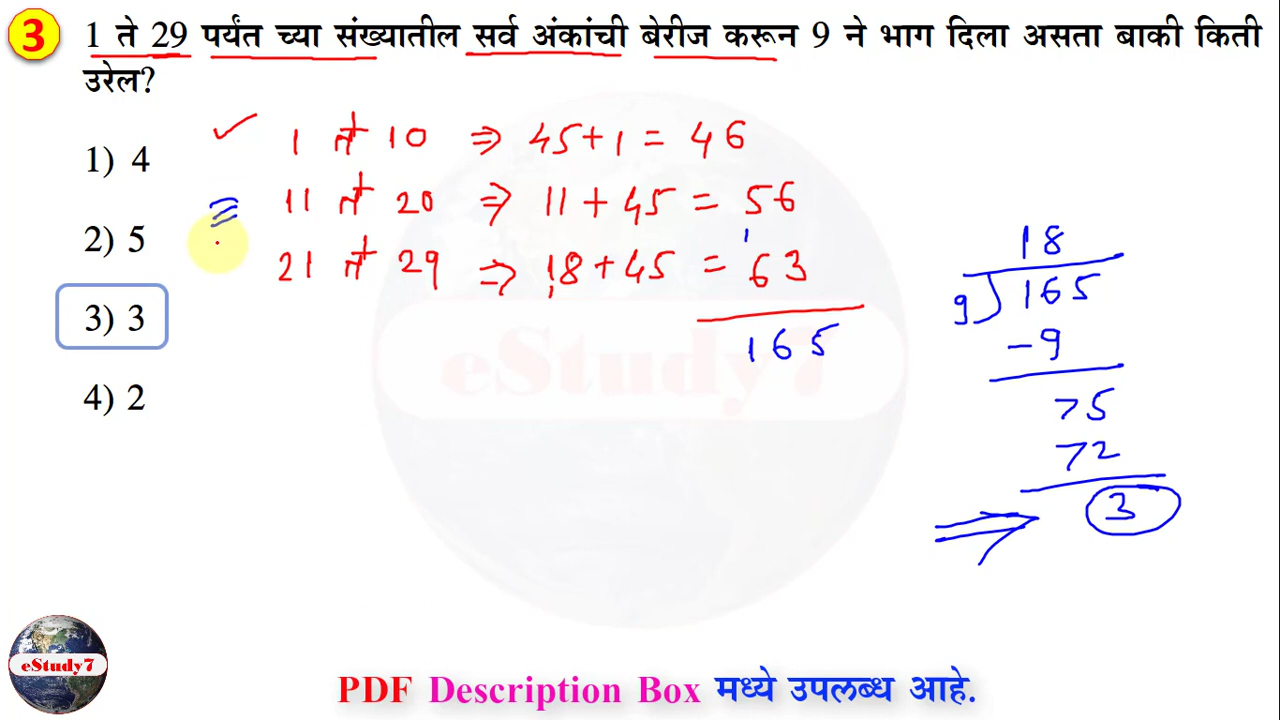 3 1 ते 29 पर्यंत च्या संख्यातील सर्व अंकांची बेरीज करून 9 ने भाग दिला असता बाकी किती
उरेल?
1) 4
2) 5
3) 3
4) 2
1 ते 10 ⇒ 45+1 = 46
11 ते 20 ⇒ 11+45 = 56
21 ते 29 ⇒ 18+45 = 63
1
165
18
9)165
-9
75
72
3
eStudy7
eStudy7
PDF Description Box मध्ये उपलब्ध आहे.